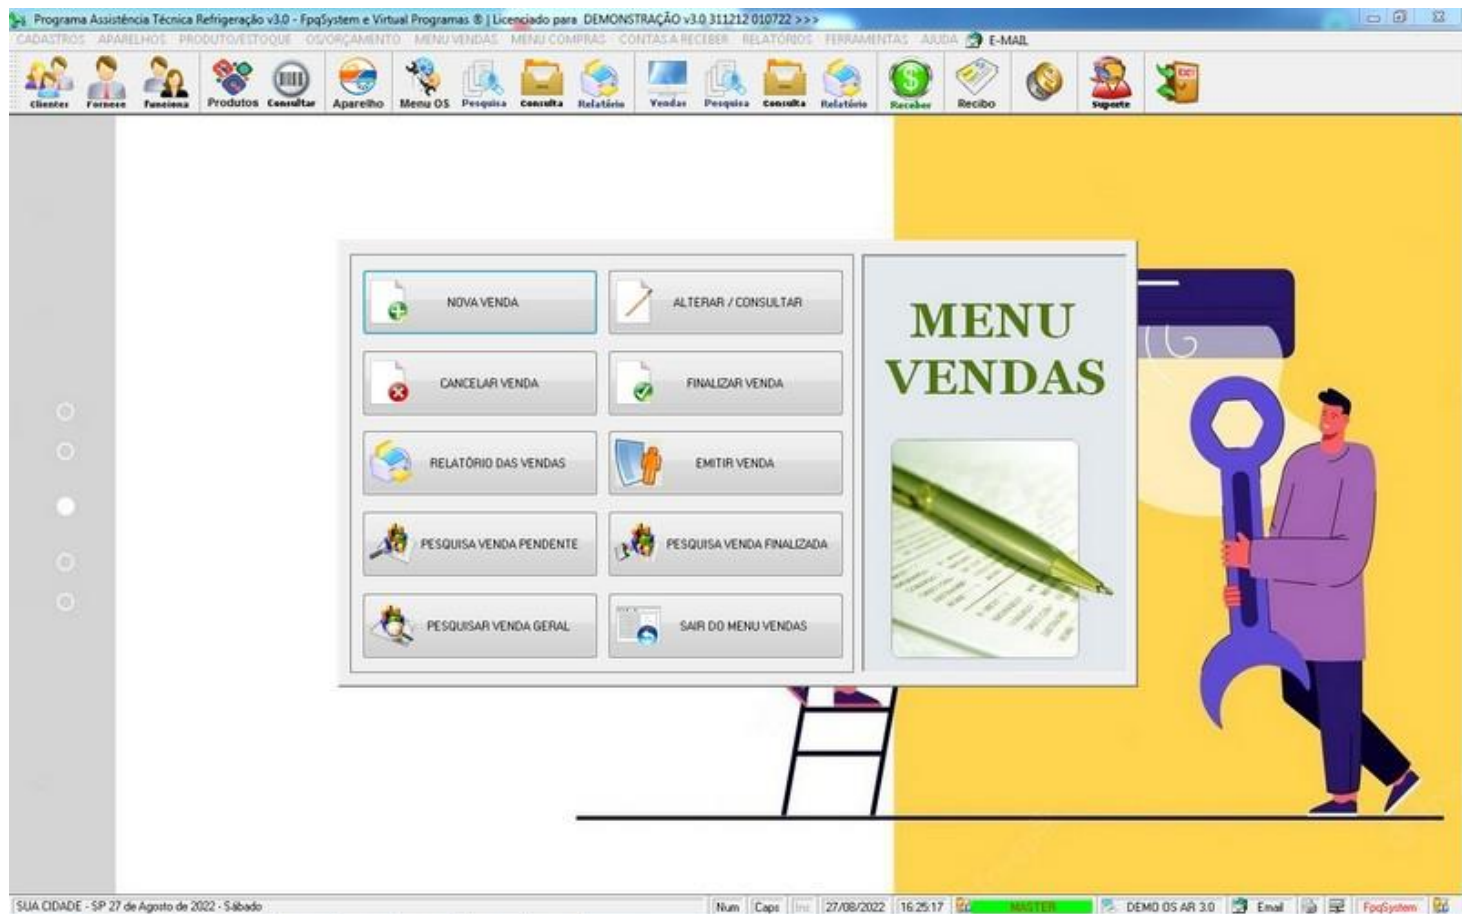 Programa Assistência Técnica Refrigeração v3.0 - FpqSystem e Virtual Programas ® | Licenciado para DEMONSTRAÇÃO v3.0 311212 010722 >>>
CADASTROS APARELHOS PRODUTO/ESTOQUE OS/ORÇAMENTO MENU VENDAS MENU COMPRAS CONTAS A RECEBER RELATÓRIOS FERRAMENTAS AJUDA E-MAIL
Clientes Fornece Funciona Produtos Consultar Aparelho Menu OS Pesquisa Consulta Relatório Vendas Pesquisa Consulta Relatório Receber Recibo Suporte
EXIT
NOVA VENDA ALTERAR / CONSULTAR
CANCELAR VENDA FINALIZAR VENDA
RELATÓRIO DAS VENDAS EMITIR VENDA
PESQUISA VENDA PENDENTE PESQUISA VENDA FINALIZADA
PESQUISAR VENDA GERAL SAIR DO MENU VENDAS
MENU
VENDAS
SUA CIDADE - SP 27 de Agosto de 2022 - Sábado Num Caps Ins 27/08/2022 16:25:17 MASTER DEMO OS AR 3.0 Email FpqSystem